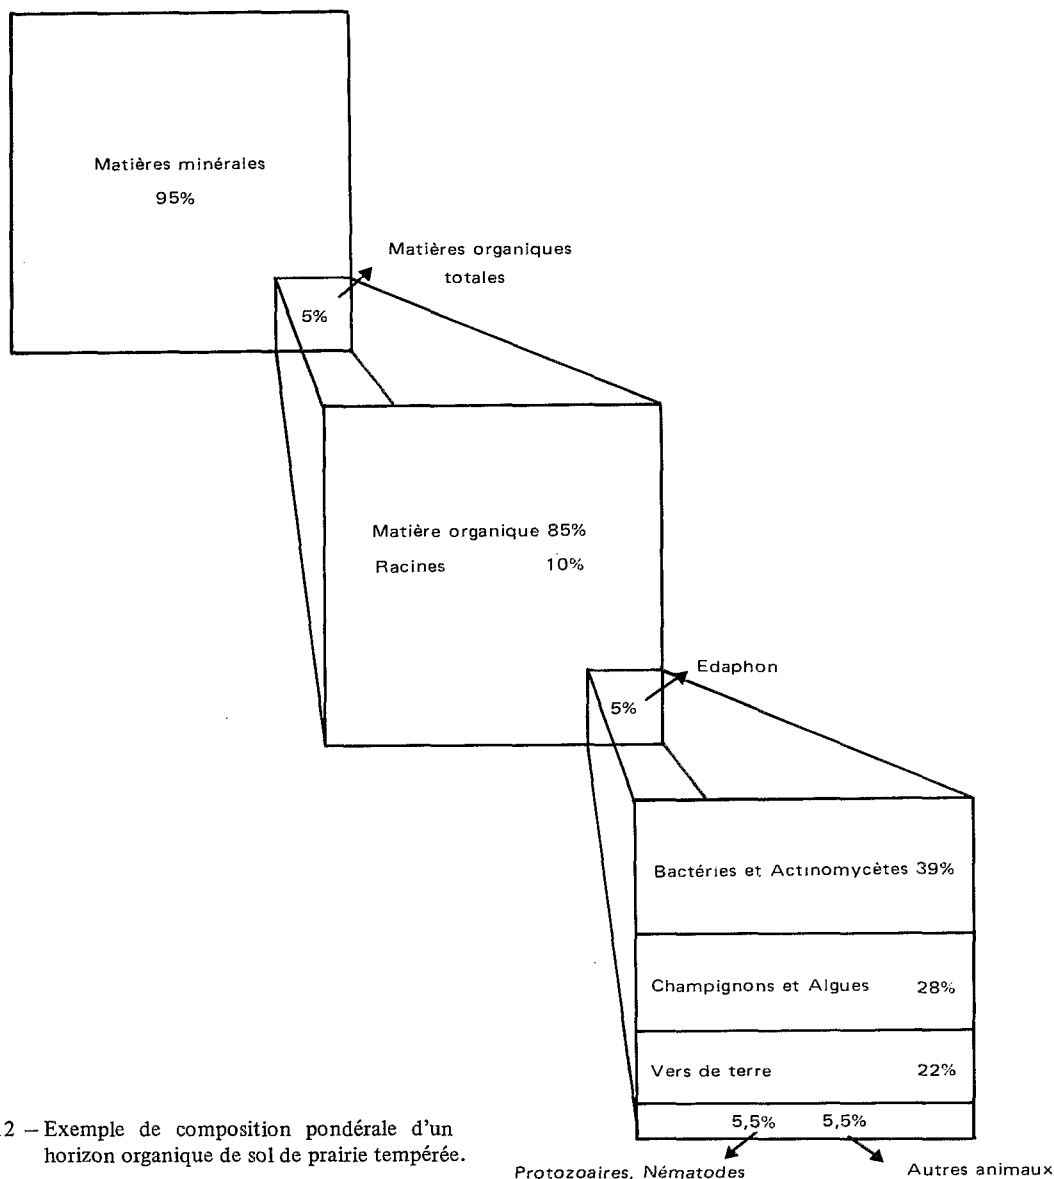 Matières minérales
95%
Matières organiques
totales
5%
Matière organique 85%
Racines 10%
Edaphon
5%
Bactéries et Actinomycètes 39%
Champignons et Algues 28%
Vers de terre 22%
5,5% 5,5%
Protozoaires, Nématodes Autres animaux
12 – Exemple de composition pondérale d'un
horizon organique de sol de prairie tempérée.